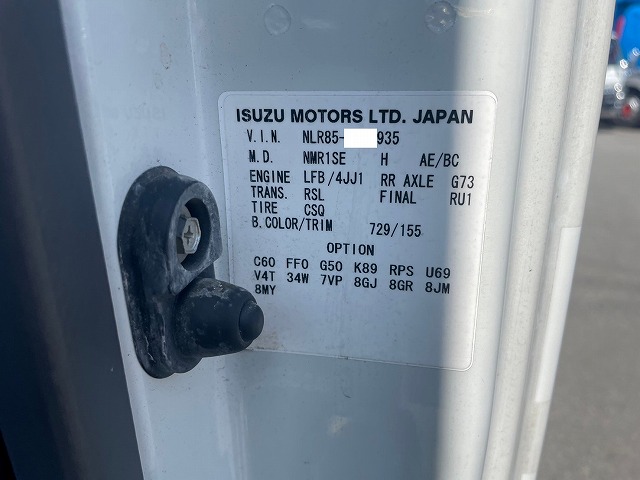 ISUZU MOTORS LTD. JAPAN
V.I.N. NLR85- 935
M.D. NMR1SE H AE/BC
ENGINE LFB/4JJ1 RR AXLE G73
TRANS. RSL FINAL RU1
TIRE CSQ
B.COLOR/TRIM 729/155
OPTION
C60 FF0 G50 K89 RPS U69
V4T 34W 7VP 8GJ 8GR 8JM
8MY